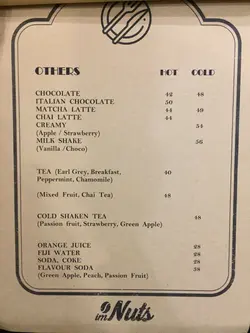 OTHERS HOT COLD
CHOCOLATE 42 48
ITALIAN CHOCOLATE 50
MATCHA LATTE 44 49
CHAI LATTE 44
CREAMY 54
(Apple / Strawberry)
MILK SHAKE 56
(Vanilla /Choco)
TEA (Earl Grey, Breakfast, 40
Peppermint, Chamomile)
(Mixed Fruit, Chai Tea) 48
COLD SHAKEN TEA 48
(Passion fruit, Strawberry, Green Apple)
ORANGE JUICE 28
FIJI WATER 28
SODA, COKE 28
FLAVOUR SODA 38
(Green Apple, Peach, Passion Fruit)
im Nuts